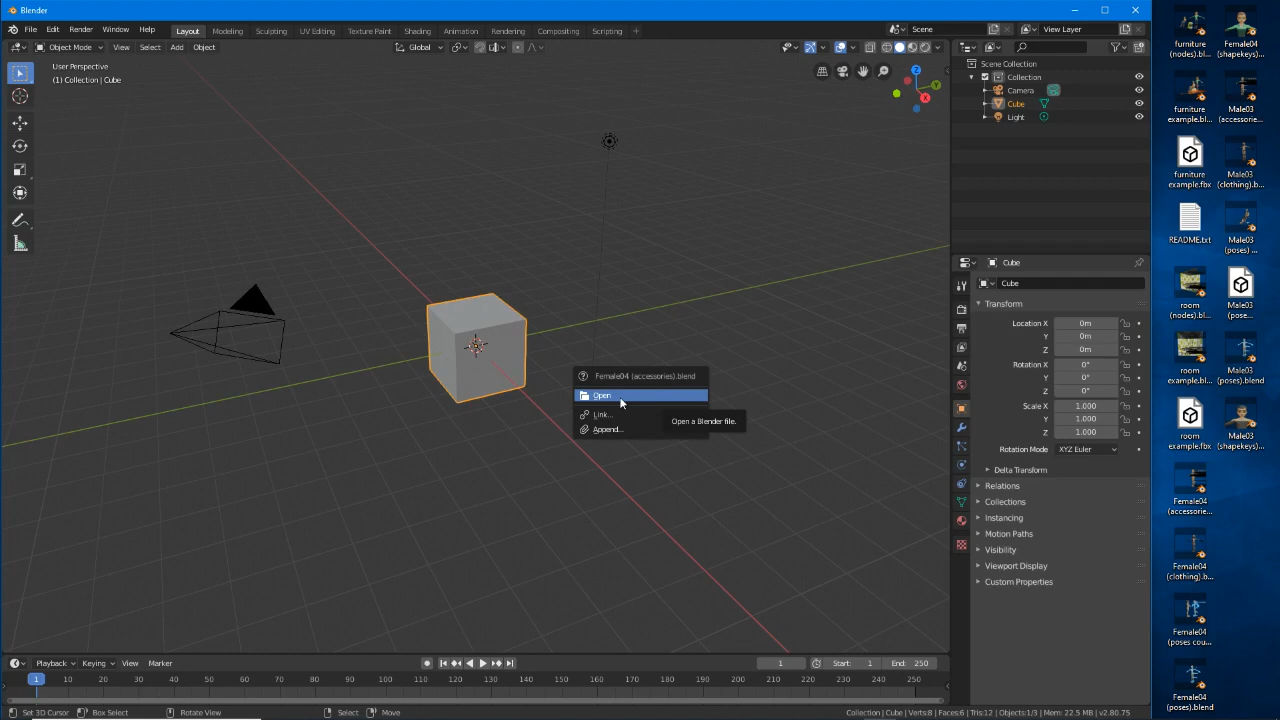 Blender
File Edit Render Window Help
Layout Modeling Sculpting UV Editing Texture Paint Shading Animation Rendering Compositing Scripting +
Scene
View Layer
Object Mode View Select Add Object
Global
User Perspective
(1) Collection | Cube
Z
Y
X
Female04 (accessories).blend
Open
Link...
Append...
Open a Blender file.
Scene Collection
Collection
Camera
Cube
Light
Cube
Cube
Transform
Location X 0m
Y 0m
Z 0m
Rotation X 0°
Y 0°
Z 0°
Scale X 1.000
Y 1.000
Z 1.000
Rotation Mode XYZ Euler
Delta Transform
Relations
Collections
Instancing
Motion Paths
Visibility
Viewport Display
Custom Properties
Playback Keying View Marker
1
Start: 1
End: 250
1 10 20 30 40 50 60 70 80 90 100 110 120 130 140 150 160 170 180 190 200 210 220 230 240 250
Set 3D Cursor Box Select Rotate View Select Move
Collection | Cube | Verts:8 | Faces:6 | Tris:12 | Objects:1/3 | Mem: 22.5 MB | v2.80.75
furniture
(nodes).bl...
Female04
(shapekeys)
furniture
example.bl...
Male03
(accessorie...
furniture
example.fbx
Male03
(clothing).b...
README.txt
Male03
(poses) ...
room
(nodes).bl...
Male03
(pose...
room
example.bl...
Male03
(poses).blend
room
example.fbx
Male03
(shapekeys)
Female04
(accessorie...
Female04
(clothing).b...
Female04
(poses cou...
Female04
(poses).blend